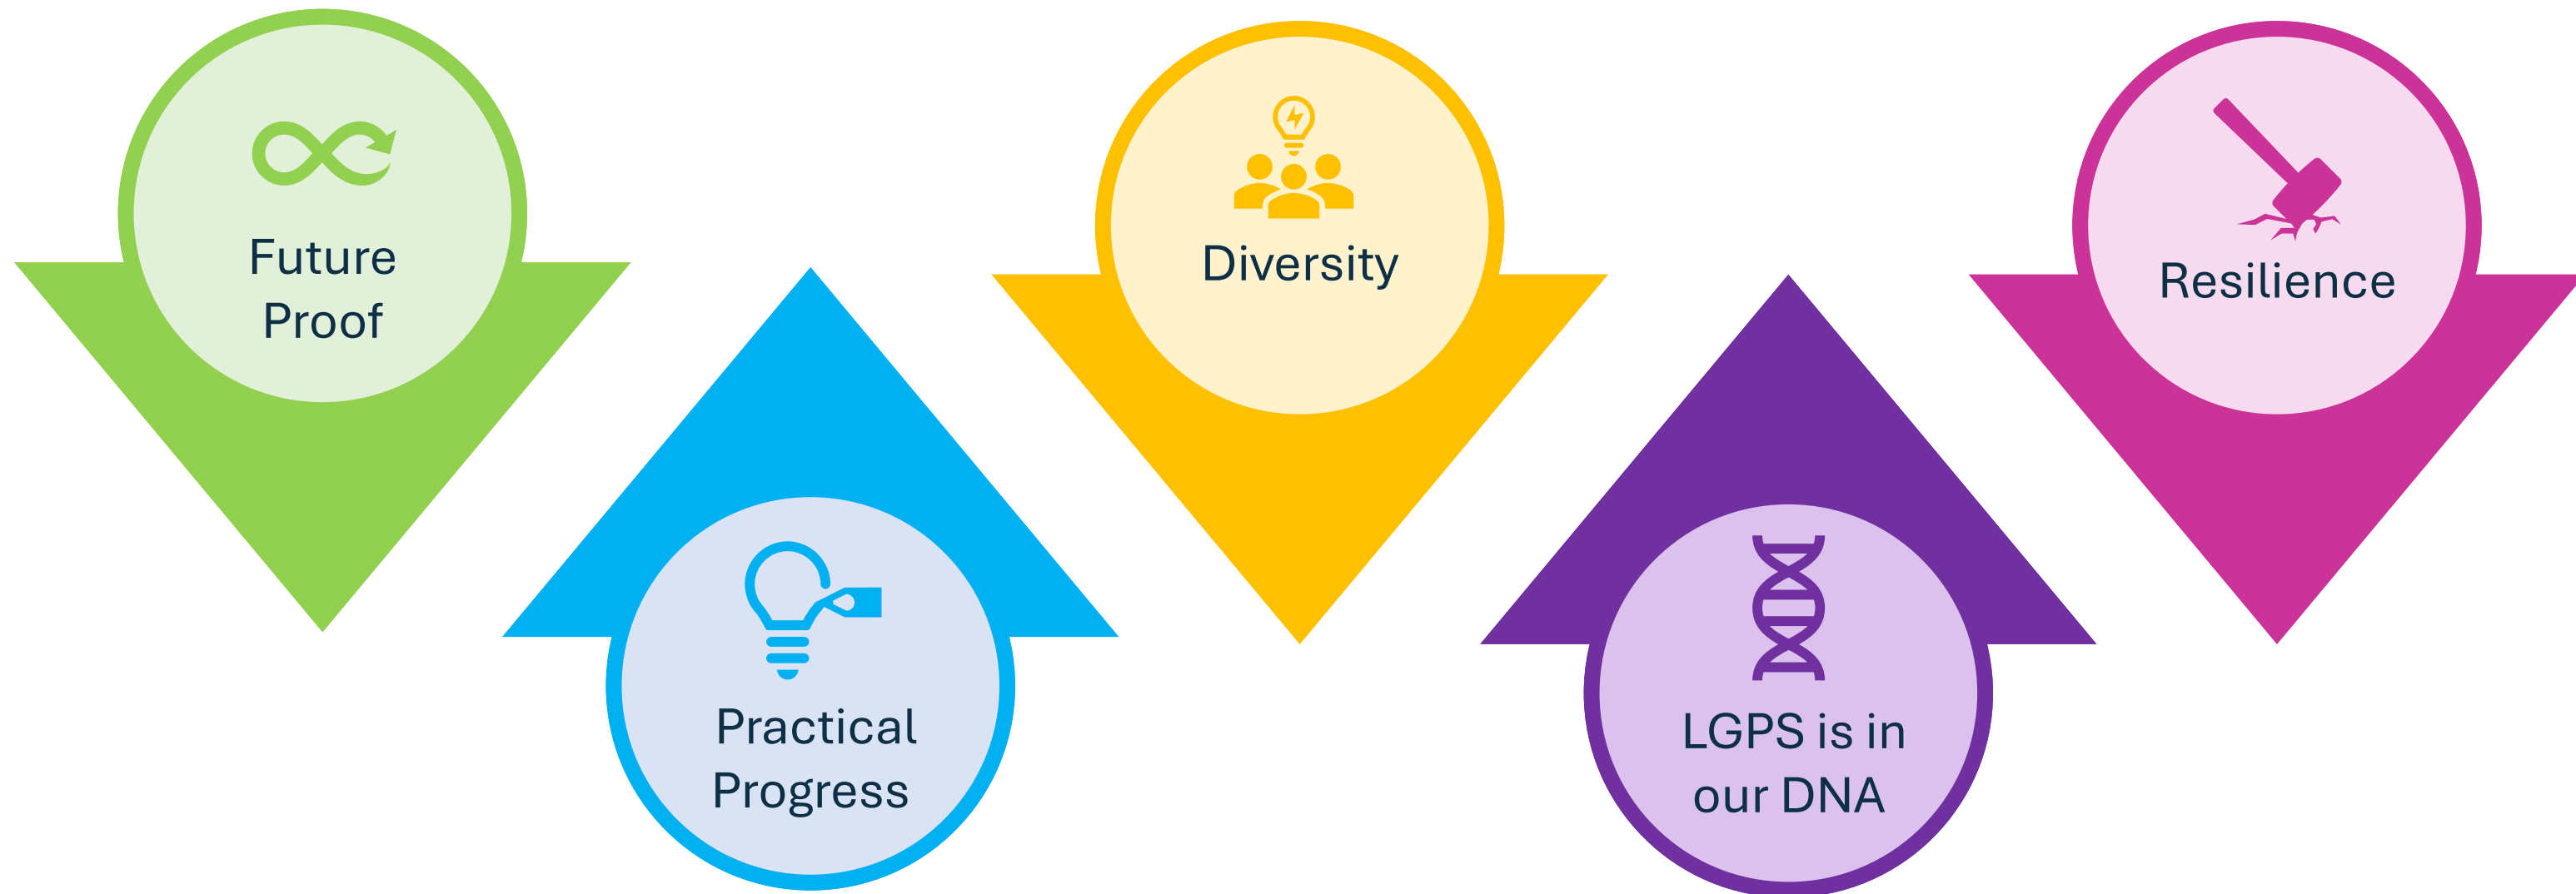 Future
Proof
Practical
Progress
Diversity
LGPS is in
our DNA
Resilience